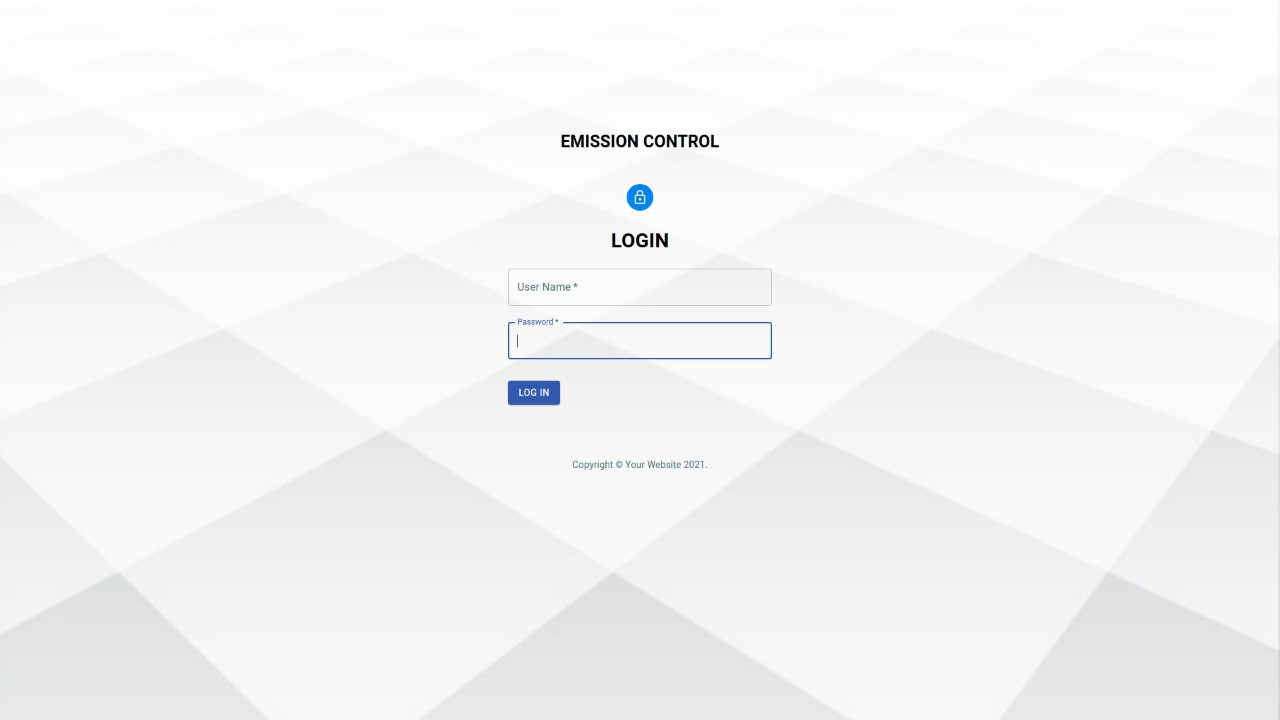 EMISSION CONTROL
LOGIN
User Name *
Password *
LOG IN
Copyright © Your Website 2021.